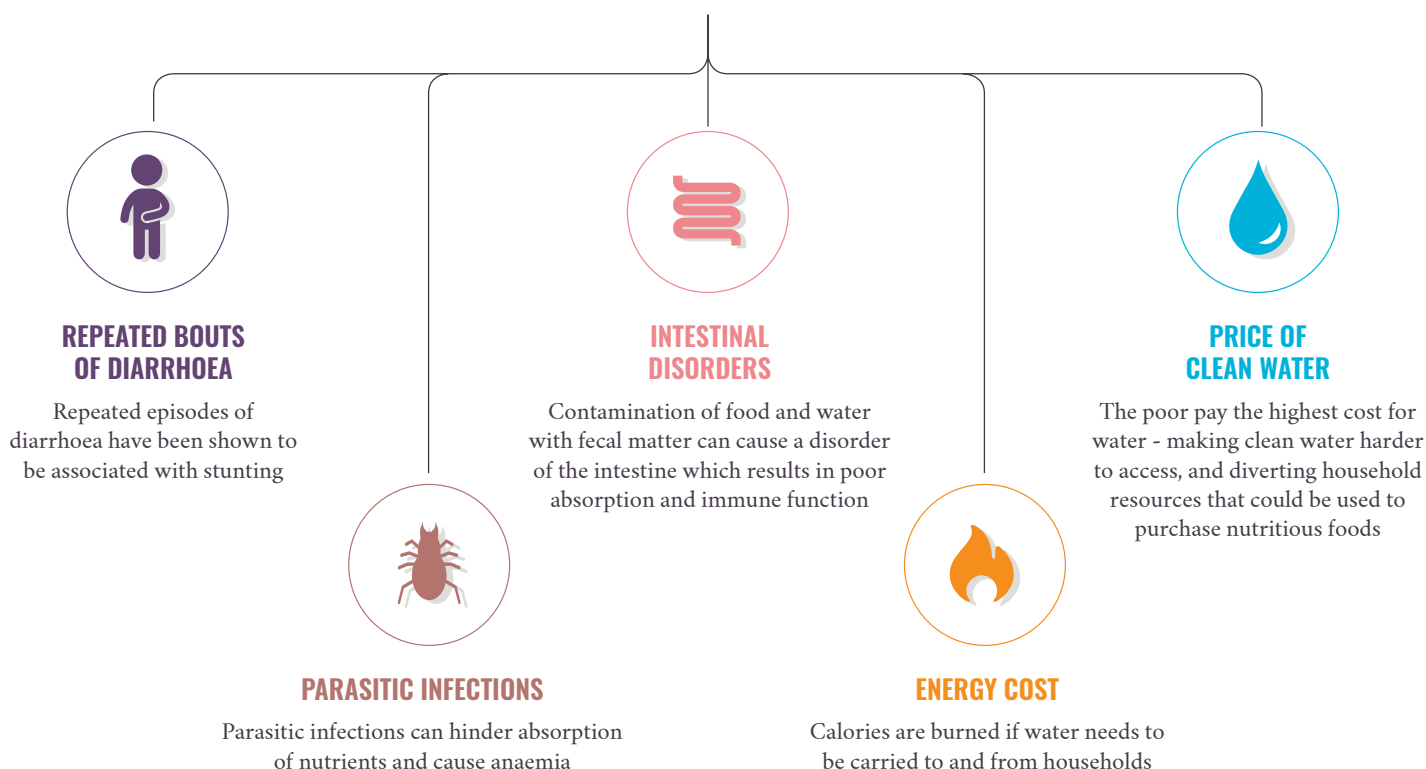 REPEATED BOUTS
OF DIARRHOEA
Repeated episodes of
diarrhoea have been shown to
be associated with stunting
PARASITIC INFECTIONS
Parasitic infections can hinder absorption
of nutrients and cause anaemia
INTESTINAL
DISORDERS
Contamination of food and water
with fecal matter can cause a disorder
of the intestine which results in poor
absorption and immune function
ENERGY COST
Calories are burned if water needs to
be carried to and from households
PRICE OF
CLEAN WATER
The poor pay the highest cost for
water - making clean water harder
to access, and diverting household
resources that could be used to
purchase nutritious foods